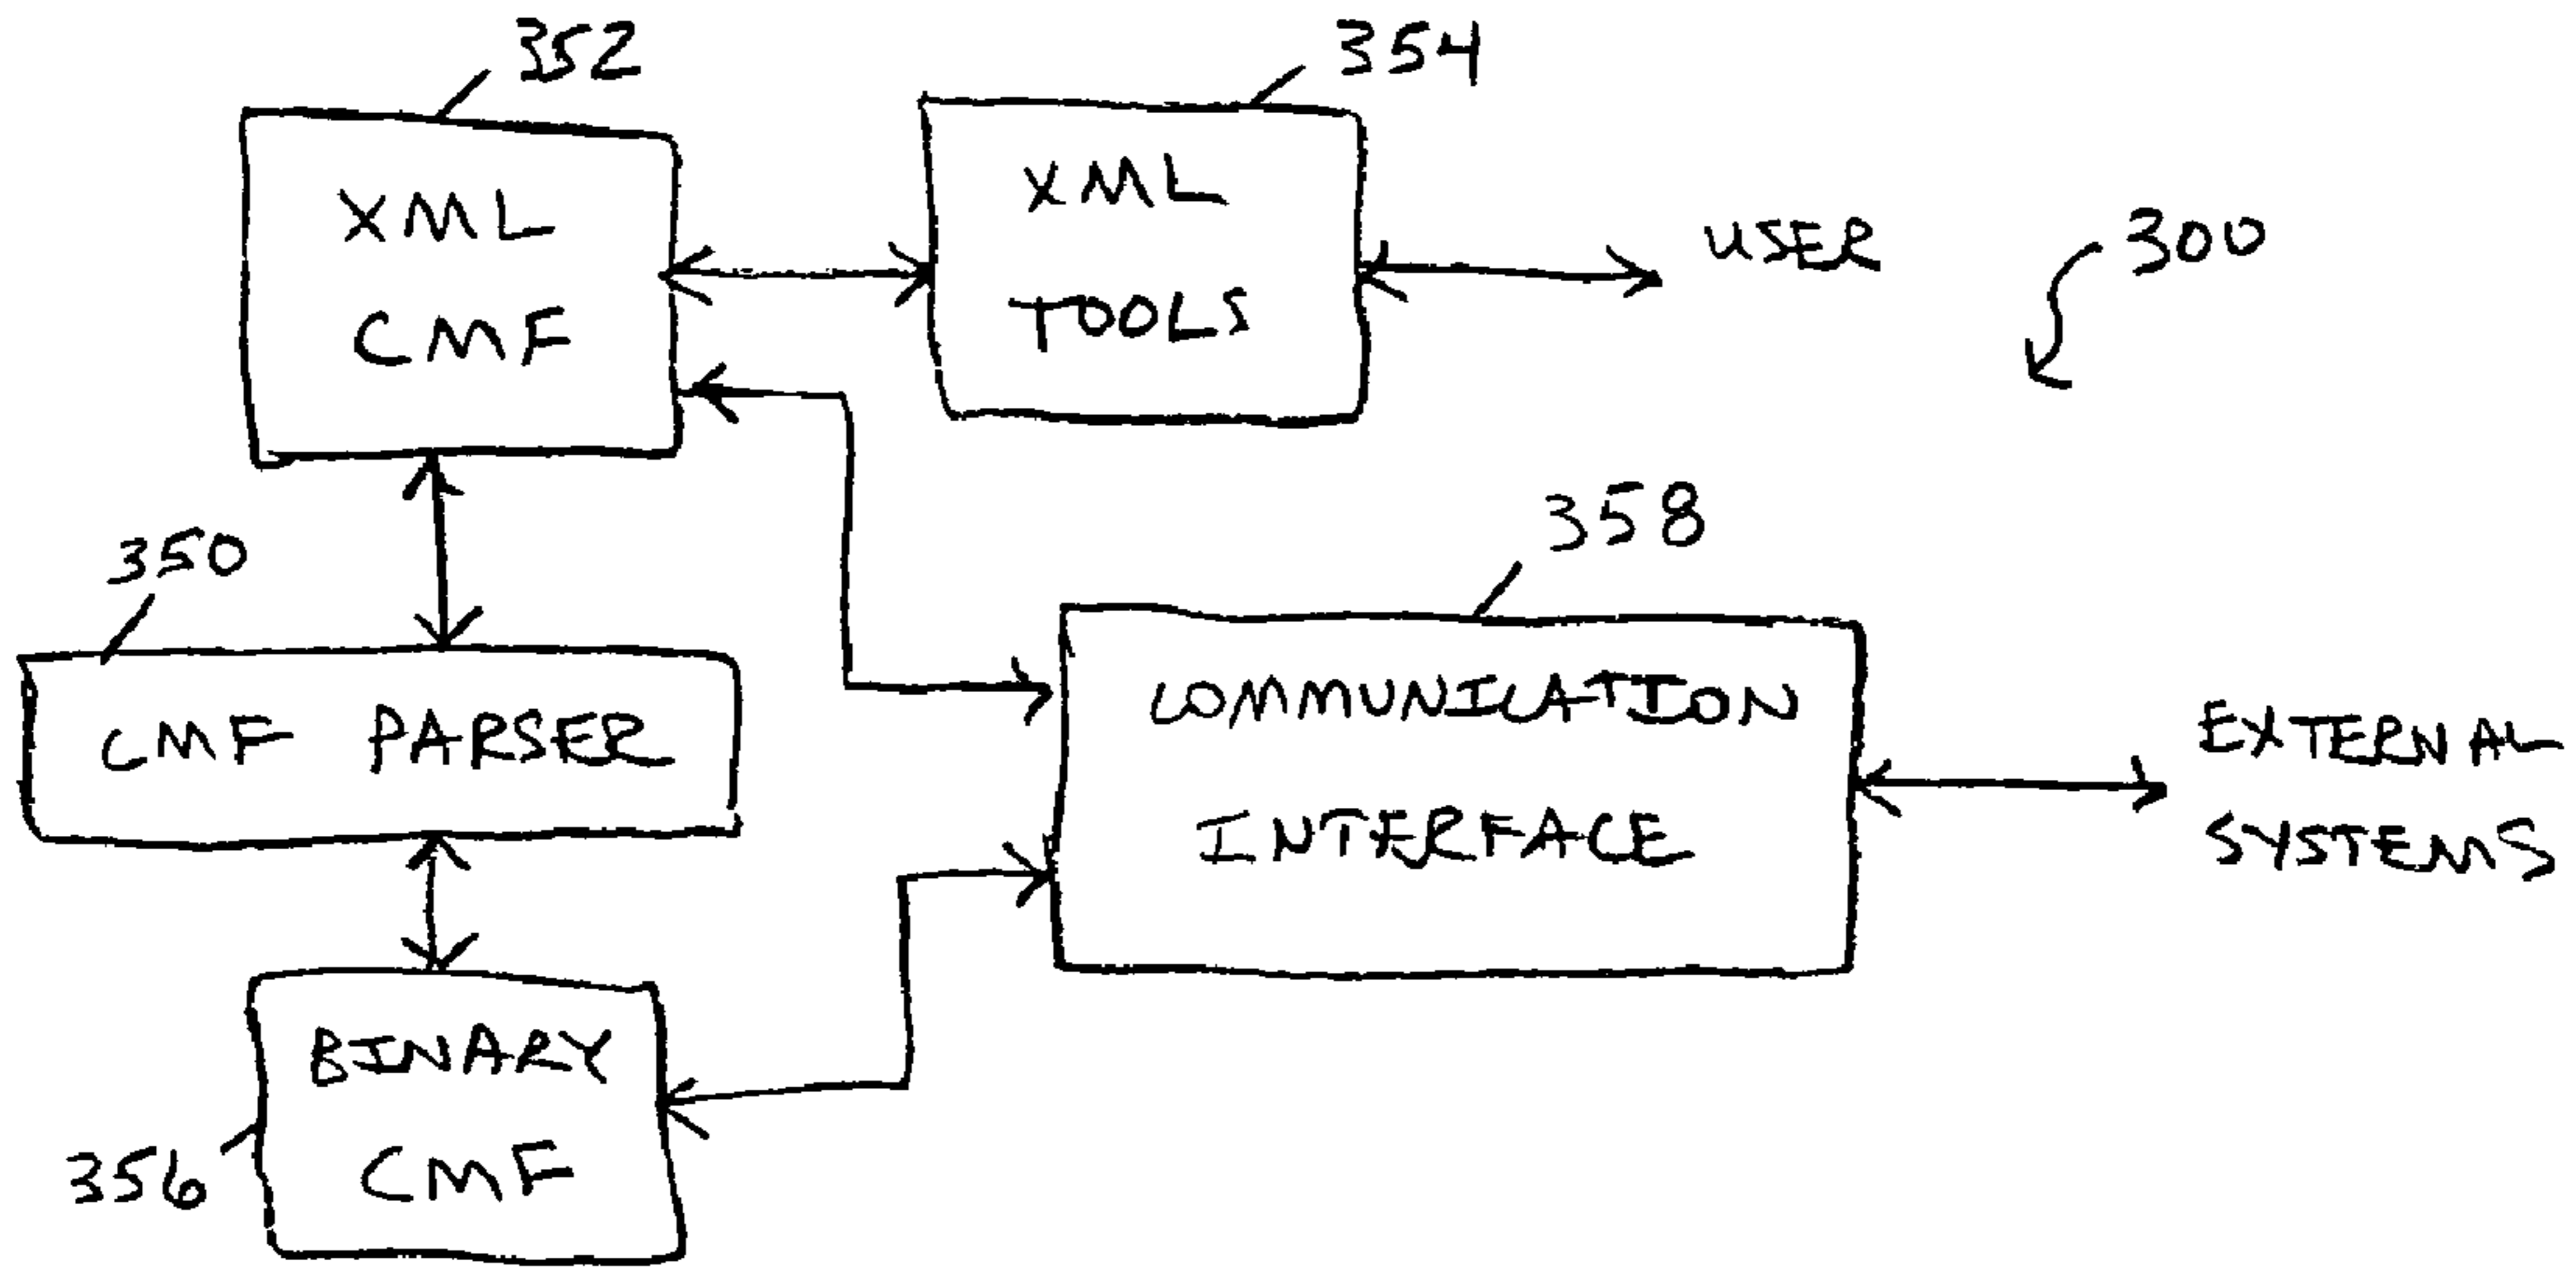 352
354
XML
CMF
XML
TOOLS
USER
300
350
358
CMF PARSER
COMMUNICATION
INTERFACE
EXTERNAL
SYSTEMS
BINARY
CMF
356